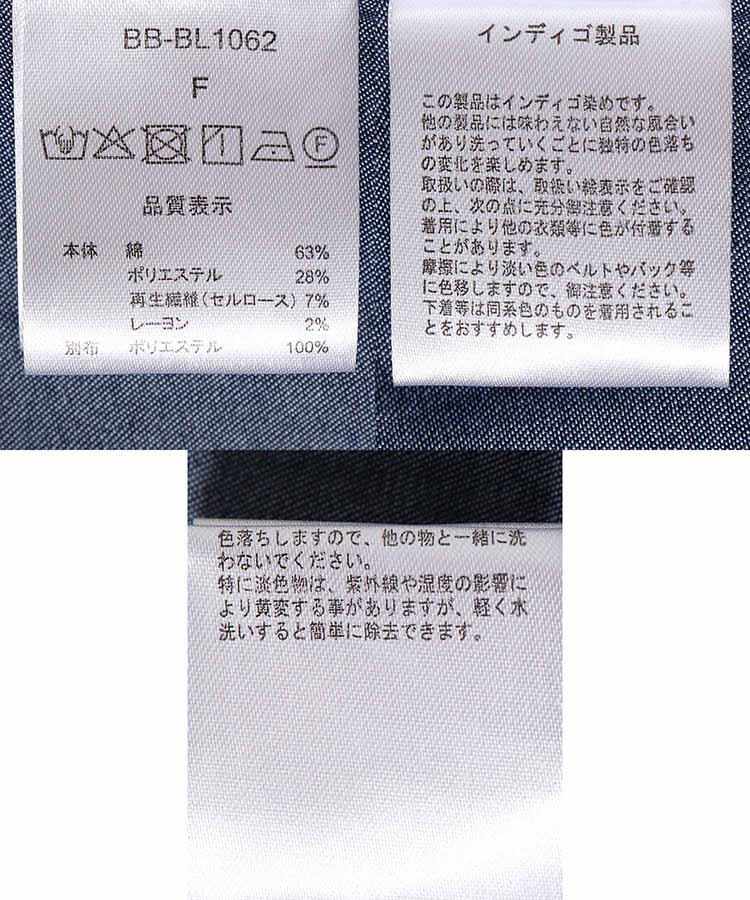 BB-BL1062
F
F
品質表示
本体 綿 63%
ポリエステル 28%
再生繊維(セルロース) 7%
レーヨン 2%
別布 ポリエステル 100%
インディゴ製品
この製品はインディゴ染めです。
他の製品には味わえない自然な風合い
があり洗っていくごとに独特の色落ち
の変化を楽しめます。
取扱いの際は、取扱い絵表示をご確認
の上、次の点に充分御注意ください。
着用により他の衣類等に色が付着する
ことがあります。
摩擦により淡い色のベルトやバック等
に色移しますので、御注意ください。
下着等は同系色のものを着用されるこ
とをおすすめします。
色落ちしますので、他の物と一緒に洗
わないでください。
特に淡色物は、紫外線や湿度の影響に
より黄変する事がありますが、軽く水
洗いすると簡単に除去できます。